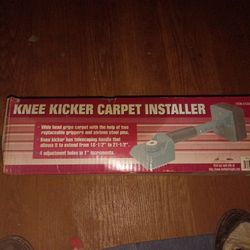 KNEE KICKER CARPET INSTALLER
• Wide head grips carpet with the help of two
replaceable grippers and sixteen steel pins.
• Knee kicker has telescoping handle that
allows it to extend from 18-1/2" to 21-1/2".
• 4 adjustment holes in 1" increments.